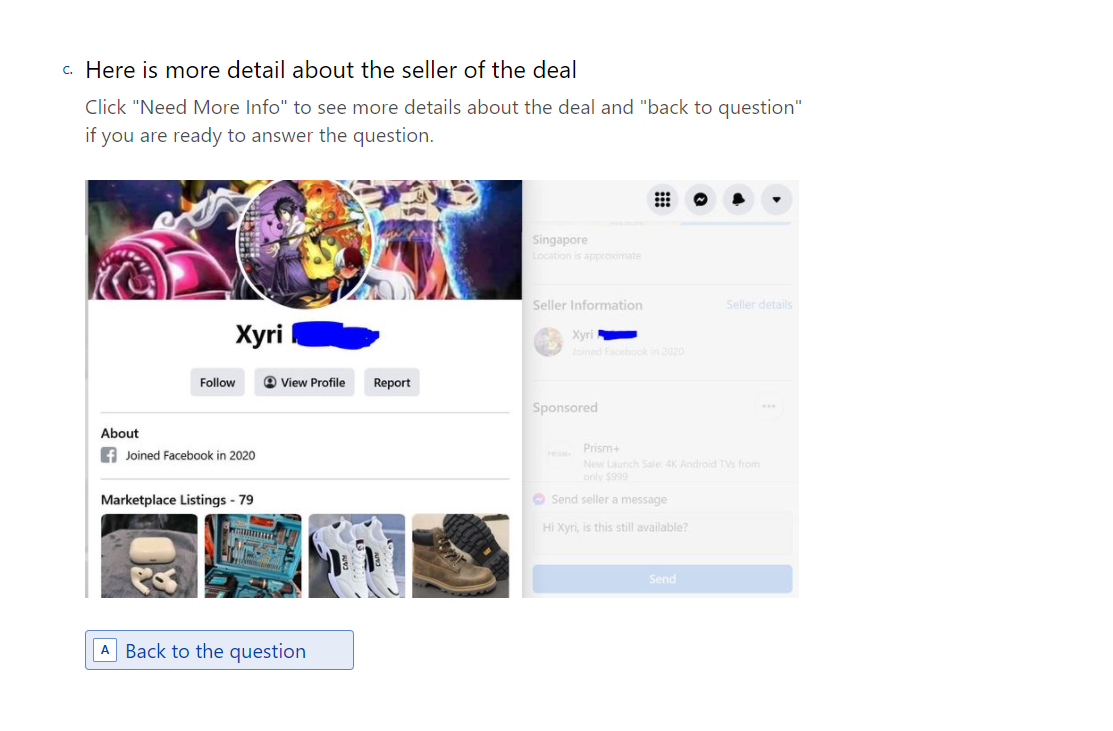 c. Here is more detail about the seller of the deal
Click "Need More Info" to see more details about the deal and "back to question"
if you are ready to answer the question.
Singapore
Location is approximate
Seller Information
Seller details
Xyri
Joined Facebook in 2020
Xyri
Follow
View Profile
Report
About
Joined Facebook in 2020
Marketplace Listings - 79
Sponsored
Prism+
New Launch Sale: 4K Android TVs from
only $999
Send seller a message
Hi Xyri, is this still available?
Send
A Back to the question